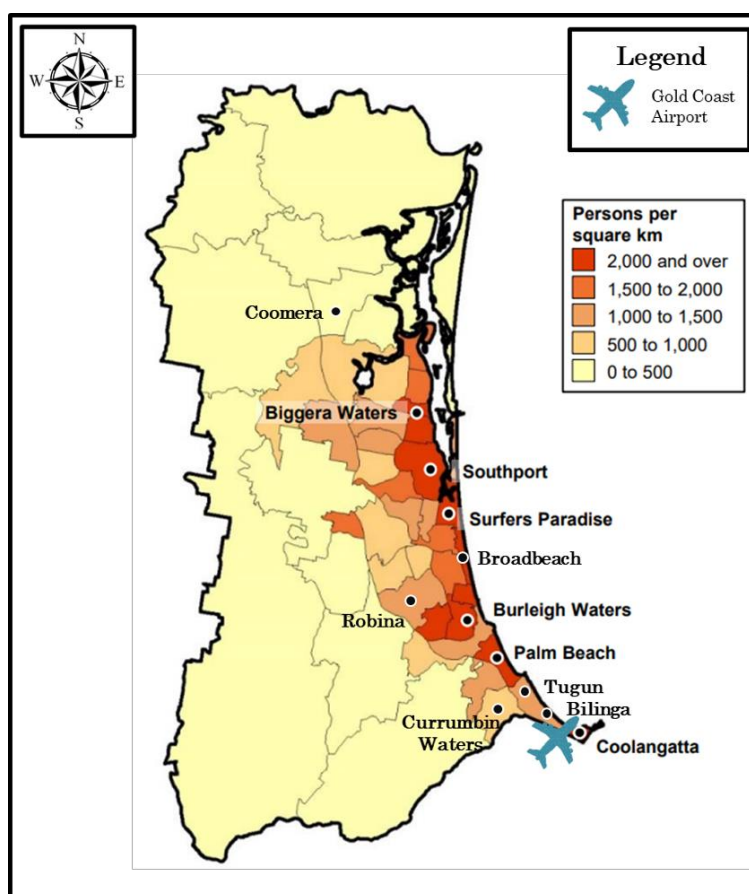 N
W E
S
Legend
Gold Coast
Airport
Persons per
square km
2,000 and over
1,500 to 2,000
1,000 to 1,500
500 to 1,000
0 to 500
Coomera
Biggera Waters
Southport
Surfers Paradise
Broadbeach
Robina
Burleigh Waters
Palm Beach
Tugun
Bilinga
Currumbin
Waters
Coolangatta